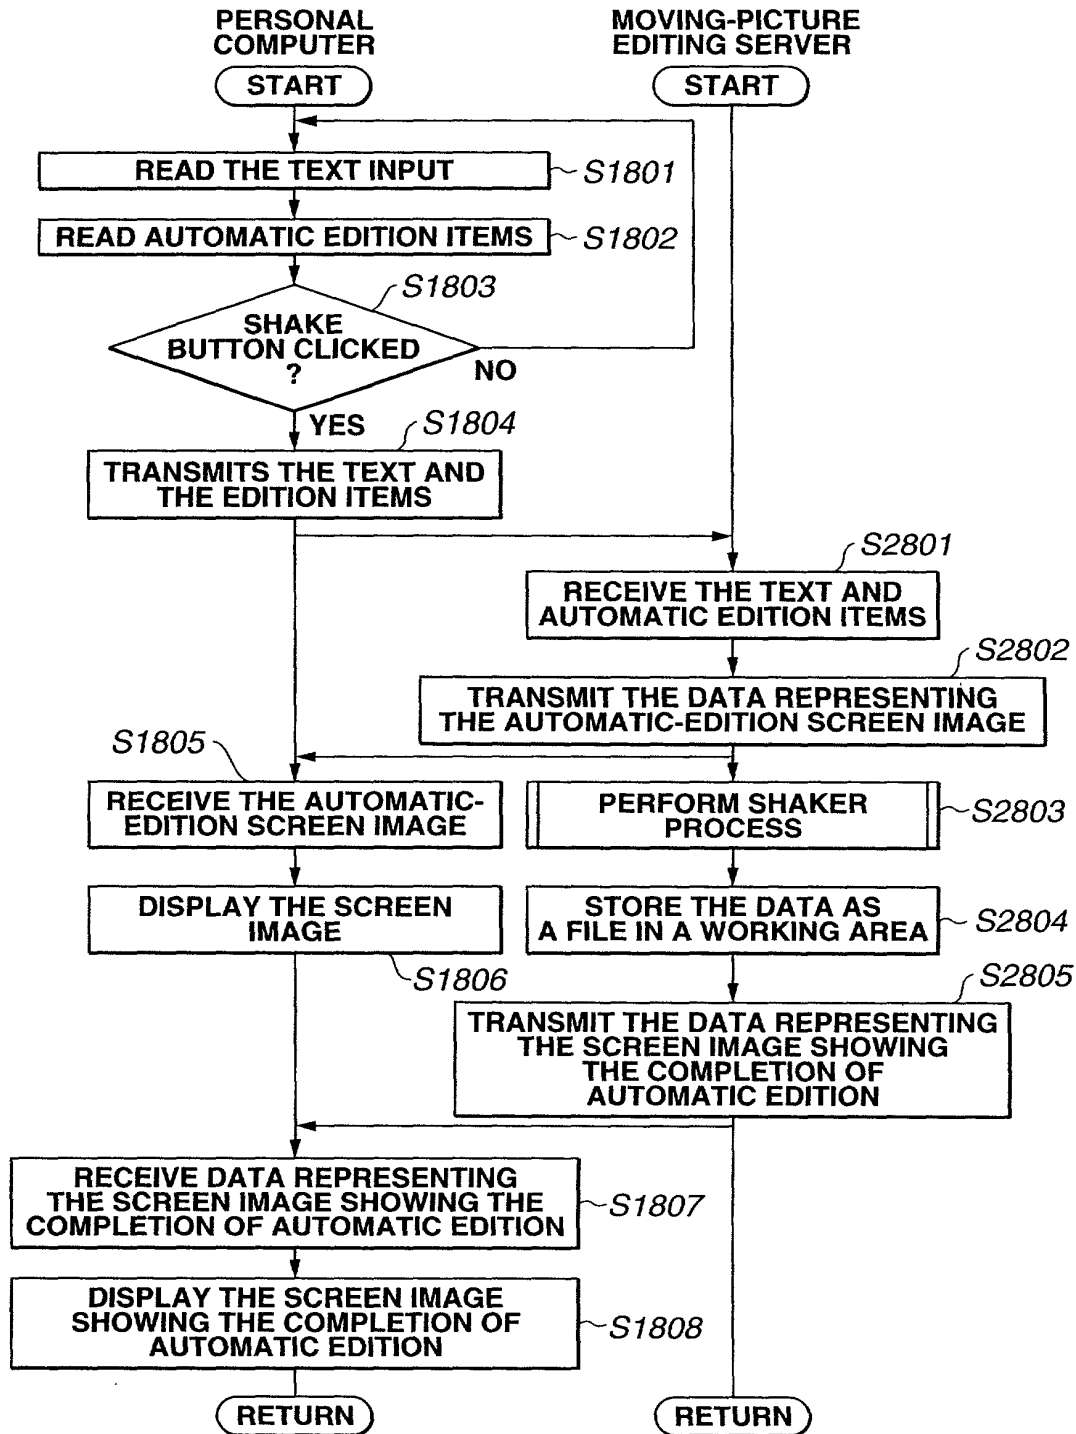 PERSONAL
COMPUTER
MOVING-PICTURE
EDITING SERVER
START
START
READ THE TEXT INPUT
S1801
READ AUTOMATIC EDITION ITEMS
S1802
S1803
SHAKE
BUTTON CLICKED
?
NO
YES
S1804
TRANSMITS THE TEXT AND
THE EDITION ITEMS
S2801
RECEIVE THE TEXT AND
AUTOMATIC EDITION ITEMS
S2802
TRANSMIT THE DATA REPRESENTING
THE AUTOMATIC-EDITION SCREEN IMAGE
S1805
RECEIVE THE AUTOMATIC-
EDITION SCREEN IMAGE
PERFORM SHAKER
PROCESS
S2803
DISPLAY THE SCREEN
IMAGE
S1806
STORE THE DATA AS
A FILE IN A WORKING AREA
S2804
S2805
TRANSMIT THE DATA REPRESENTING
THE SCREEN IMAGE SHOWING
THE COMPLETION OF
AUTOMATIC EDITION
RECEIVE DATA REPRESENTING
THE SCREEN IMAGE SHOWING THE
COMPLETION OF AUTOMATIC EDITION
S1807
DISPLAY THE SCREEN IMAGE
SHOWING THE COMPLETION OF
AUTOMATIC EDITION
S1808
RETURN
RETURN